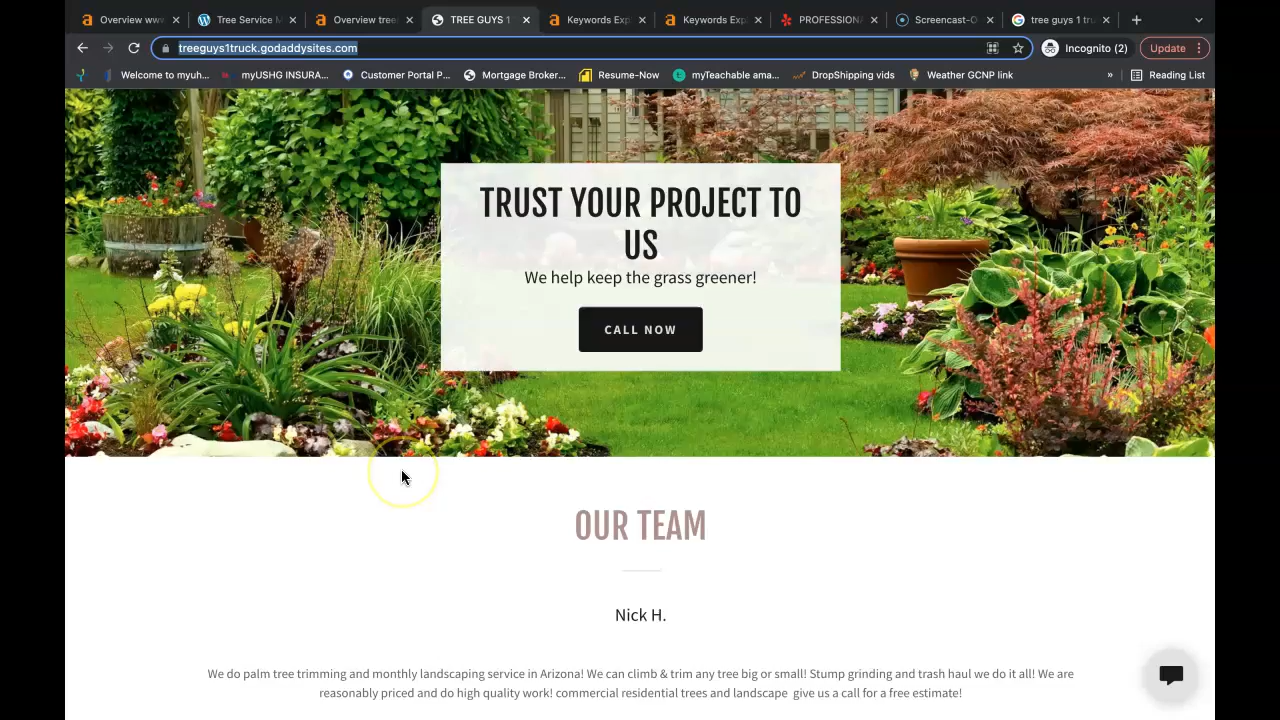 Overview www
Tree Service M
Overview tree
TREE GUYS 1
Keywords Exp
Keywords Exp
PROFESSION
Screencast-O
tree guys 1 tru
treeguys1truck.godaddysites.com
Incognito (2)
Update
Welcome to myuh...
myUSHG INSURA...
Customer Portal P...
Mortgage Broker...
Resume-Now
myTeachable ama...
DropShipping vids
Weather GCNP link
»
Reading List
TRUST YOUR PROJECT TO
US
We help keep the grass greener!
CALL NOW
OUR TEAM
Nick H.
We do palm tree trimming and monthly landscaping service in Arizona! We can climb & trim any tree big or small! Stump grinding and trash haul we do it all! We are
reasonably priced and do high quality work! commercial residential trees and landscape give us a call for a free estimate!